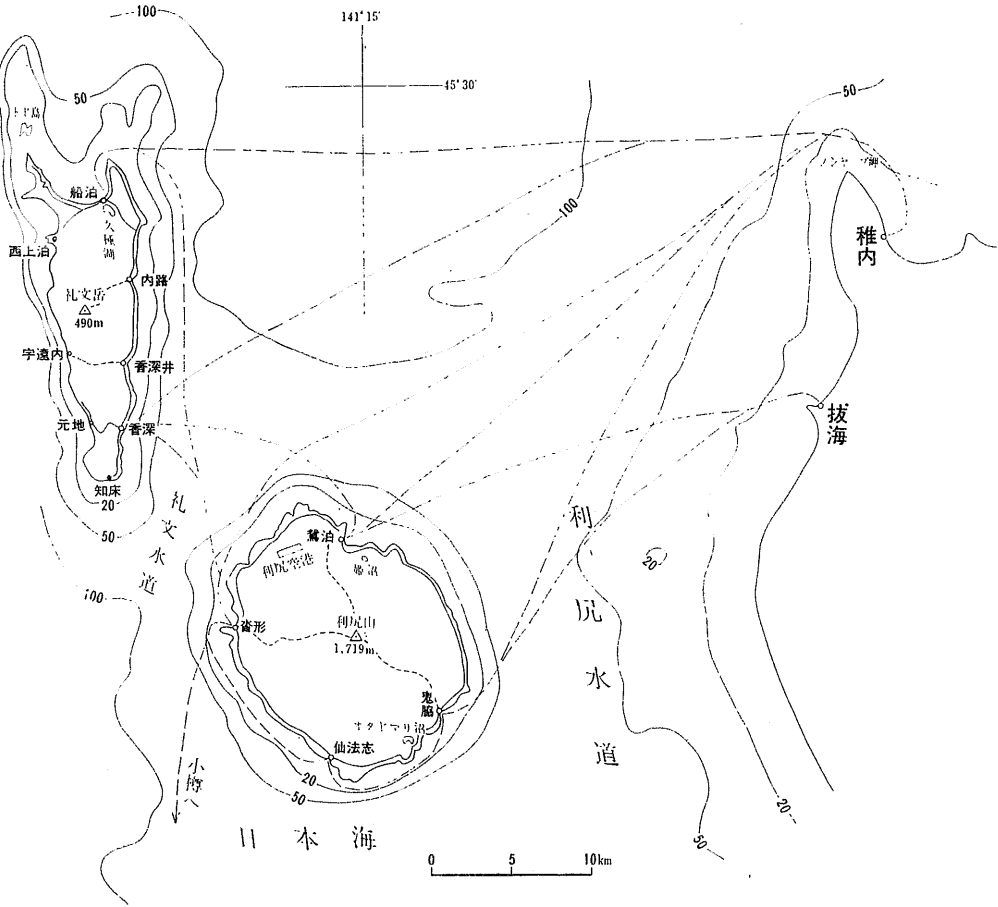 100
141°15′
45°30′
50
50
トド島
ノシャップ岬
船泊
久種湖
100
稚内
西上泊
内路
礼文岳
490m
宇遠内
香深井
抜海
元地
香深
知床
20
50
礼文水道
利尻水道
鴛泊
利尻空港
姫沼
20
100
沓形
利尻山
1,719m
鬼脇
オタドマリ沼
仙法志
小樽へ
20
50
20
50
日本海
0 5 10km